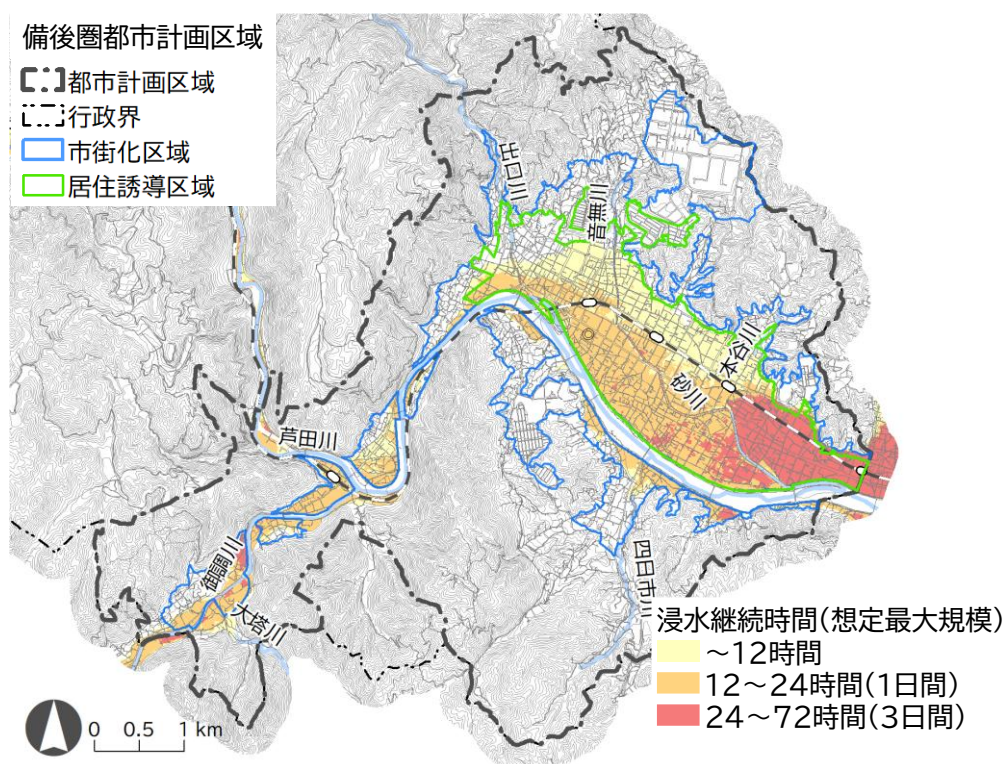 備後圏都市計画区域
都市計画区域
行政界
市街化区域
居住誘導区域
出口川
音無川
本谷川
砂川
芦田川
御調川
大塔川
四日市川
浸水継続時間(想定最大規模)
～12時間
12～24時間(1日間)
24～72時間(3日間)
0 0.5 1 km